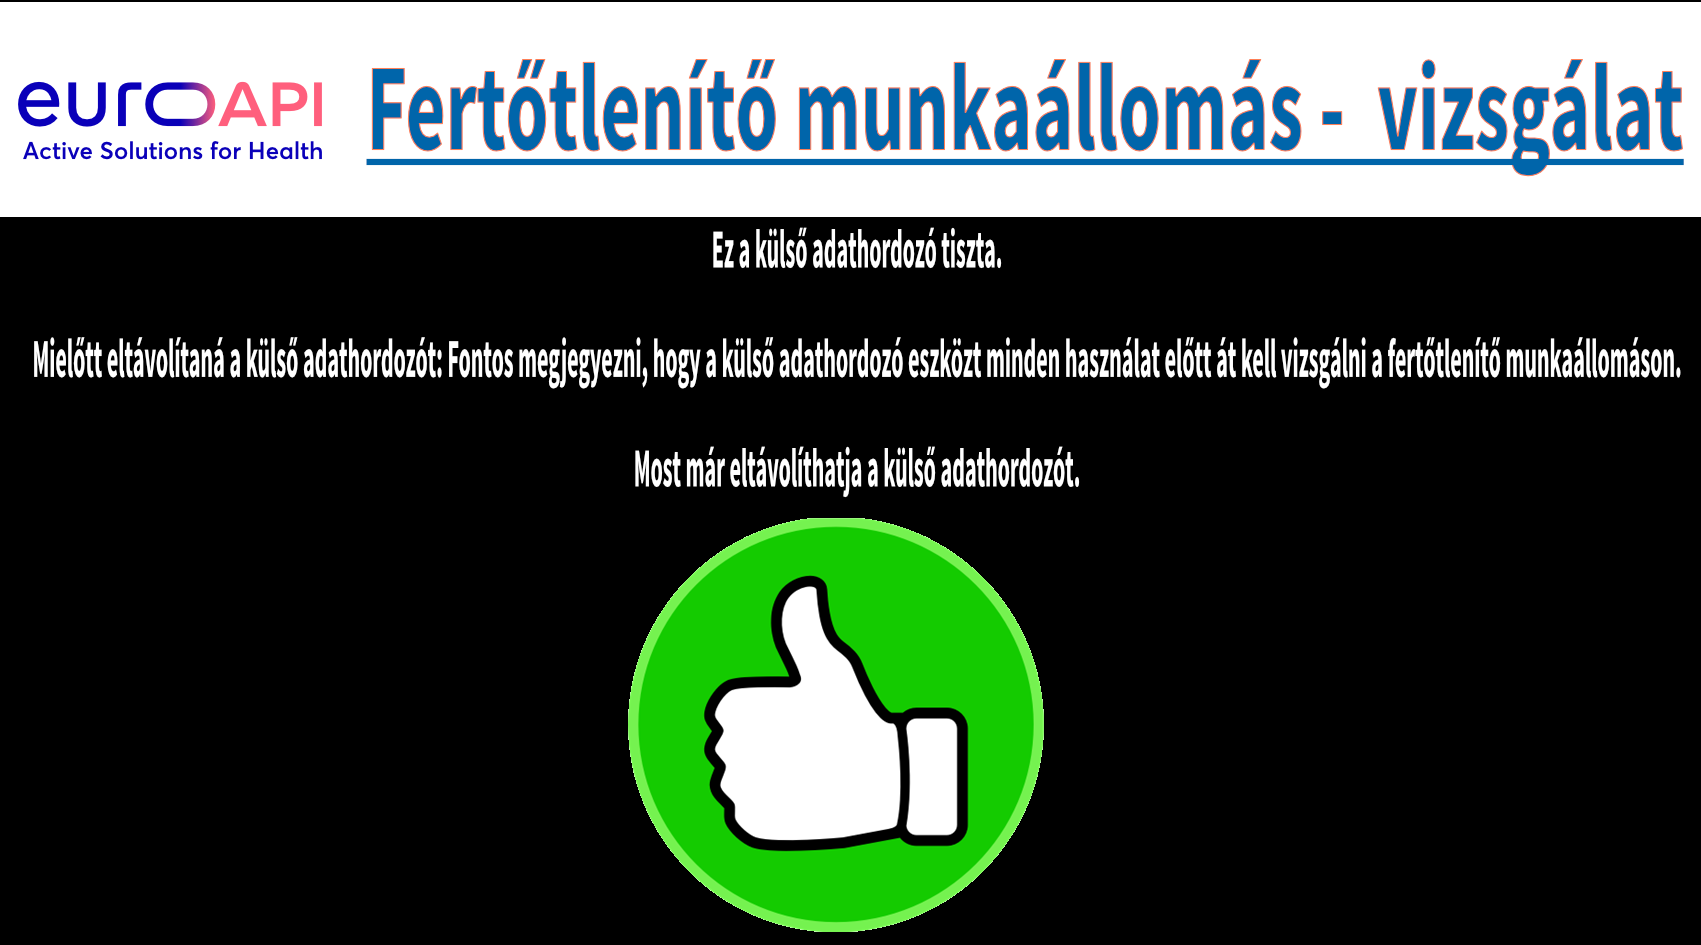 euroAPI
Active Solutions for Health
Fertőtlenítő munkaállomás - vizsgálat
Ez a külső adathordozó tiszta.
Mielőtt eltávolítaná a külső adathordozót: Fontos megjegyezni, hogy a külső adathordozó eszközt minden használat előtt át kell vizsgálni a fertőtlenítő munkaállomáson.
Most már eltávolíthatja a külső adathordozót.